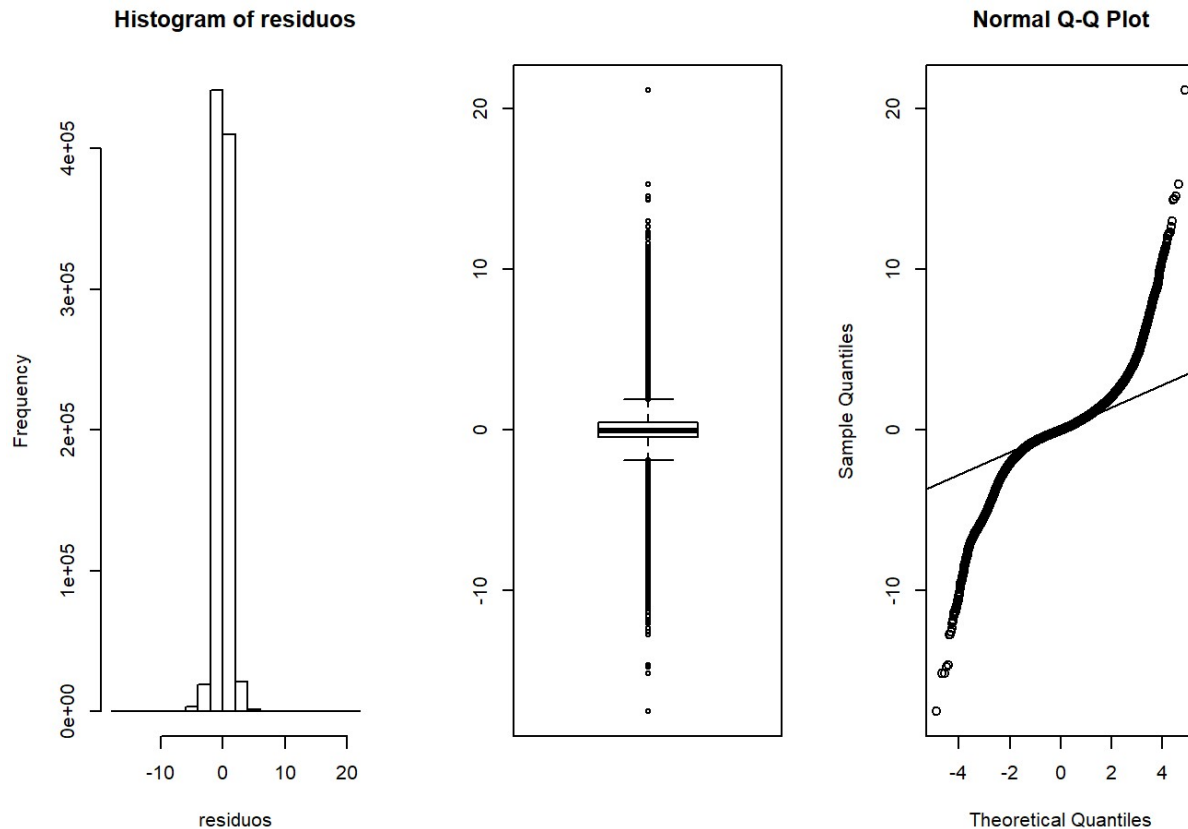 Histogram of residuos
Frequency
4e+05
3e+05
2e+05
1e+05
0e+00
-10 0 10 20
residuos
20
10
0
-10
Normal Q-Q Plot
Sample Quantiles
20
10
0
-10
-4 -2 0 2 4
Theoretical Quantiles